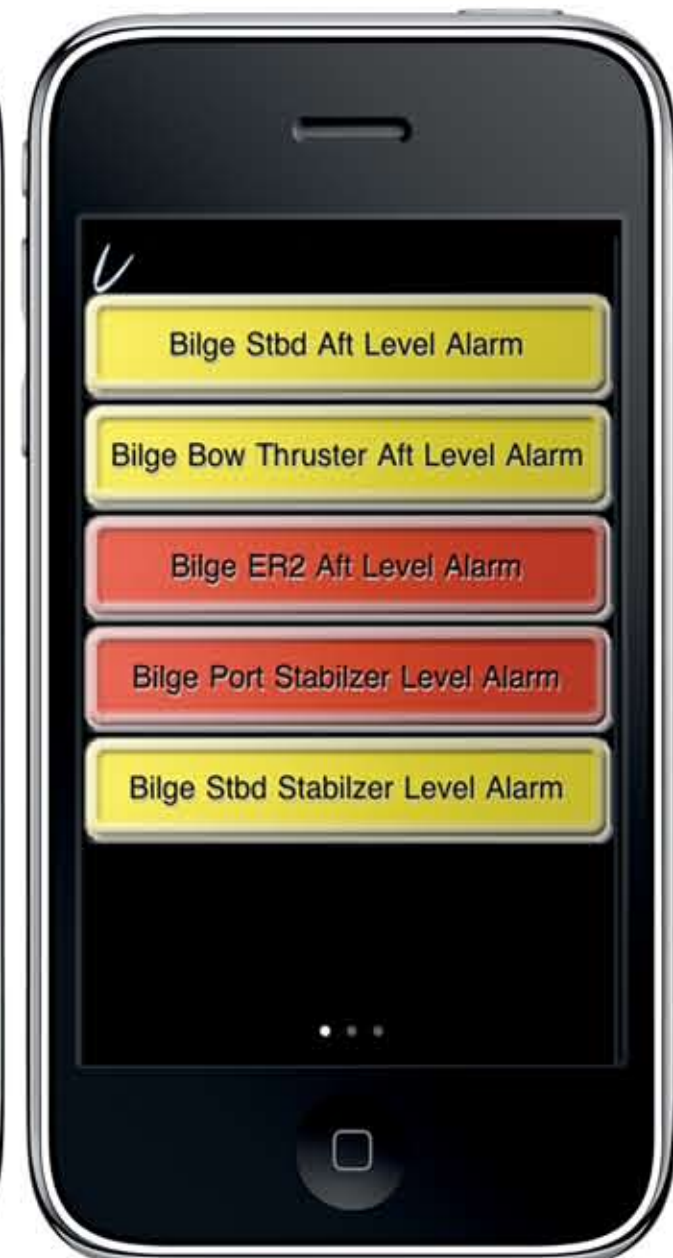 Bilge Stbd Aft Level Alarm
Bilge Bow Thruster Aft Level Alarm
Bilge ER2 Aft Level Alarm
Bilge Port Stabilzer Level Alarm
Bilge Stbd Stabilzer Level Alarm